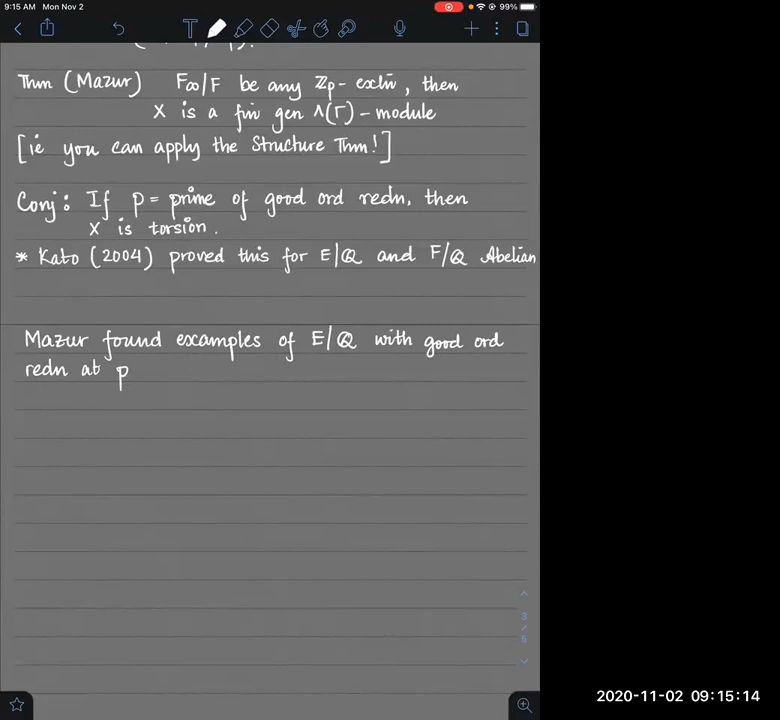 9:15 AM Mon Nov 2
99%
Thm (Mazur) F∞/F be any Zp-extn, then
X is a fin gen Λ(Γ)-module
[ie you can apply the Structure Thm!]
Conj: If p = prime of good ord redn, then
X is torsion.
* Kato (2004) proved this for E/Q and F/Q Abelian
Mazur found examples of E/Q with good ord
redn at p
3
5
2020-11-02 09:15:14